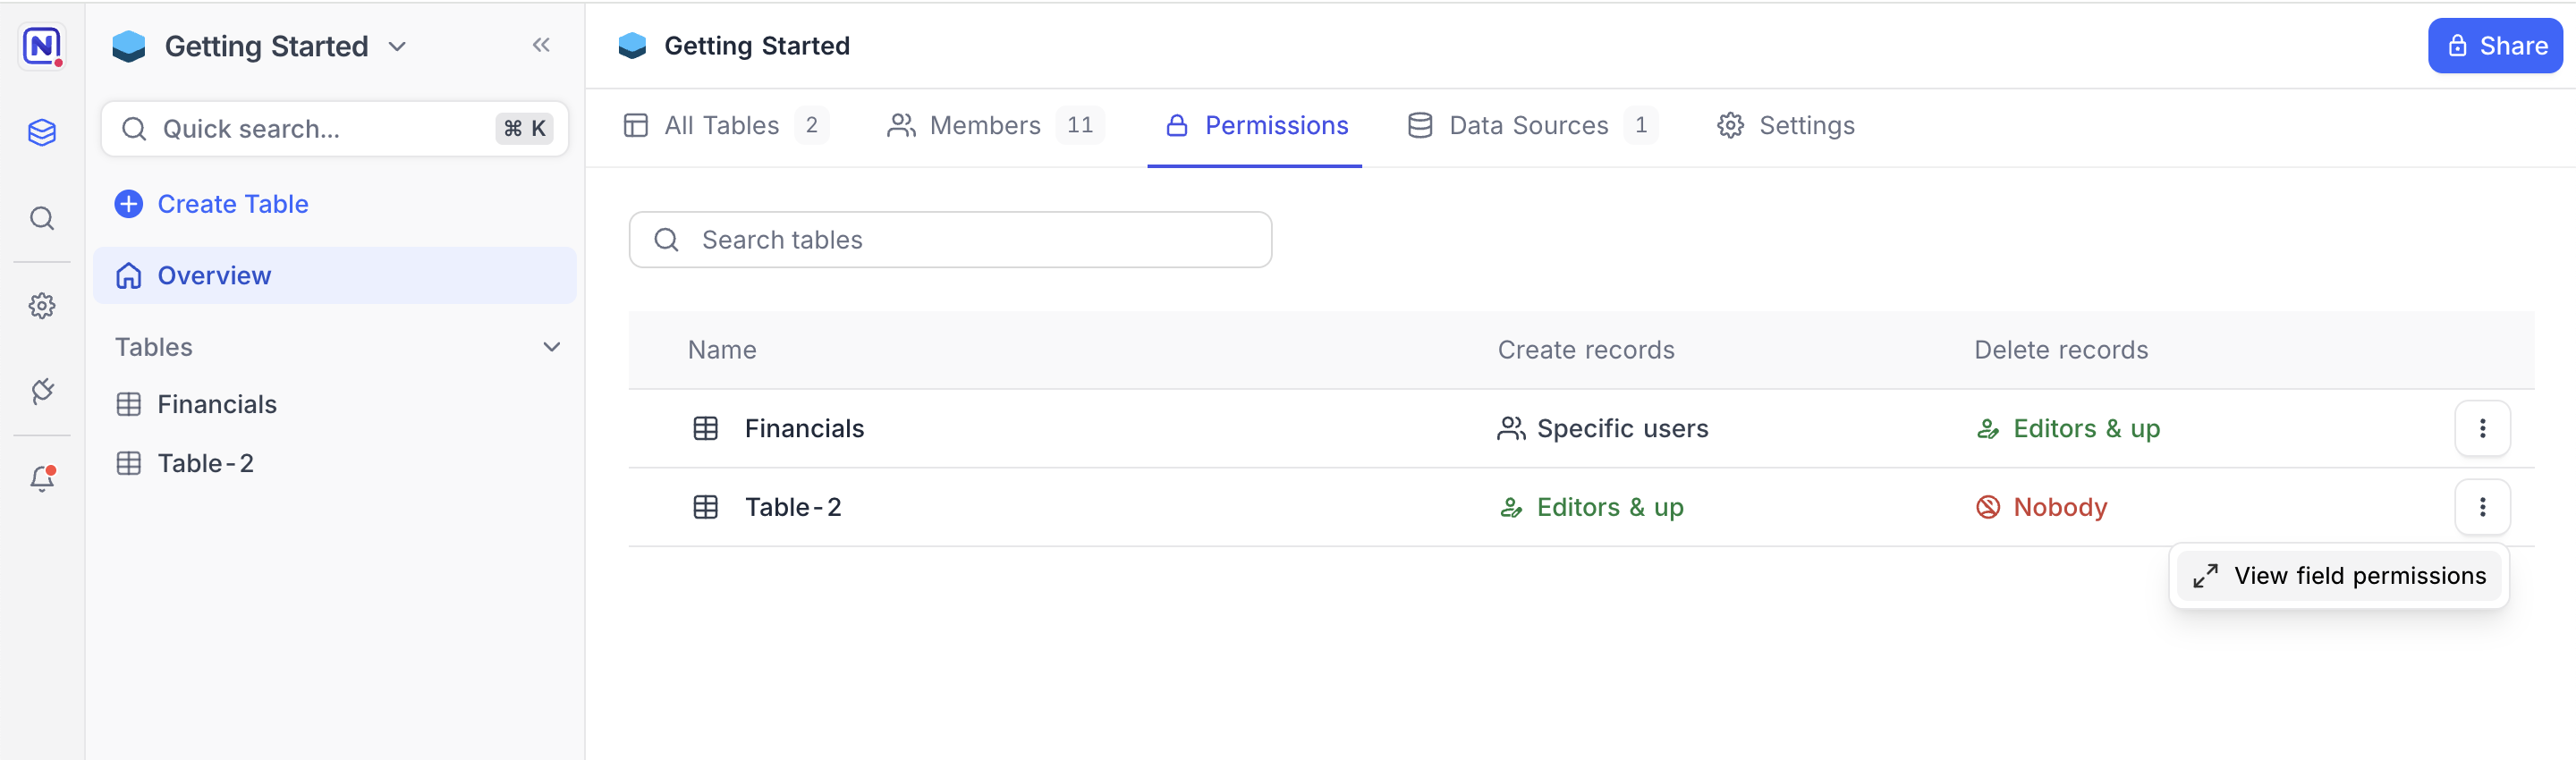 N
Getting Started
Quick search...
⌘ K
Create Table
Overview
Tables
Financials
Table-2
Getting Started
Share
All Tables 2
Members 11
Permissions
Data Sources 1
Settings
Search tables
Name Create records Delete records
Financials Specific users Editors & up
Table-2 Editors & up Nobody
View field permissions